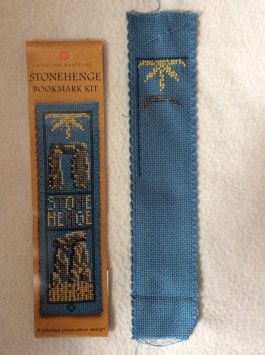 ENGLISH HERITAGE
STONEHENGE
BOOKMARK KIT
STONE
HENGE
A counted cross-stitch design